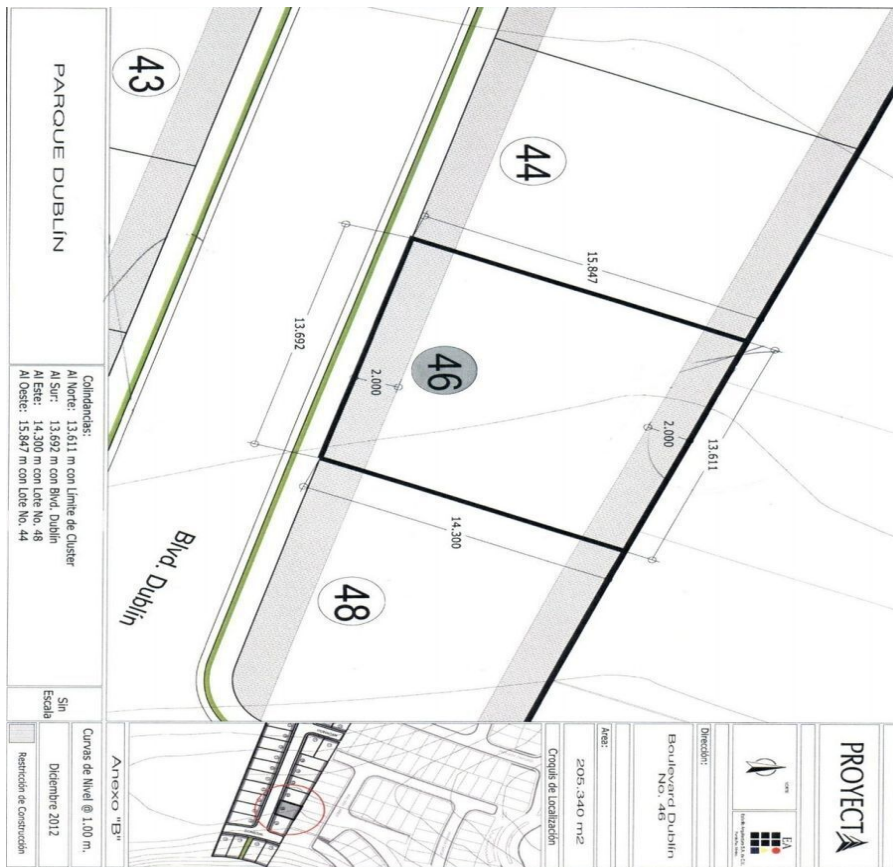 43
44
46
48
15.847
13.692
2.000
2.000
13.611
14.300
Blvd. Dublín
PARQUE DUBLÍN
Colindancias:
Al Norte: 13.611 m con Limite de Cluster
Al Sur: 13.692 m con Blvd. Dublín
Al Este: 14.300 m con Lote No. 48
Al Oeste: 15.847 m con Lote No. 44
Sin
Escala
PROYECTA
EA
Dirección:
Boulevard Dublín
No. 46
Area:
205.340 m2
Croquis de Localización
Anexo "B"
Curvas de Nivel @ 1.00 m.
Diciembre 2012
Restricción de Construcción